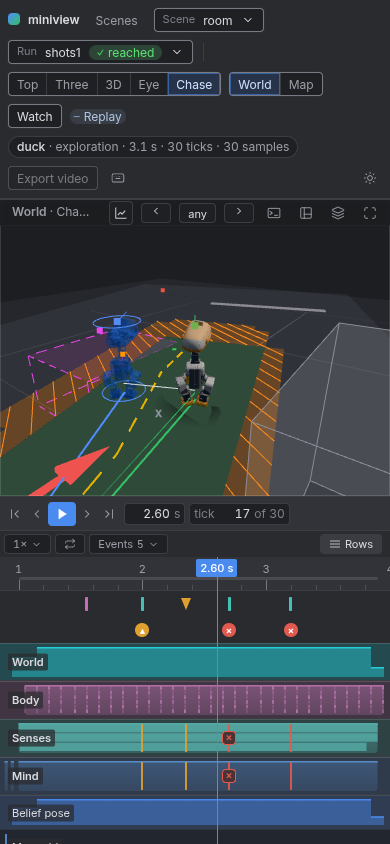 miniview Scenes Scene room
Run shots1 ✓ reached
Top Three 3D Eye Chase World Map
Watch – Replay
duck · exploration · 3.1 s · 30 ticks · 30 samples
Export video
World · Cha... any
x
2.60 s tick 17 of 30
1× Events 5 Rows
1 2 2.60 s 3 4
World
Body
Senses
Mind
Belief pose